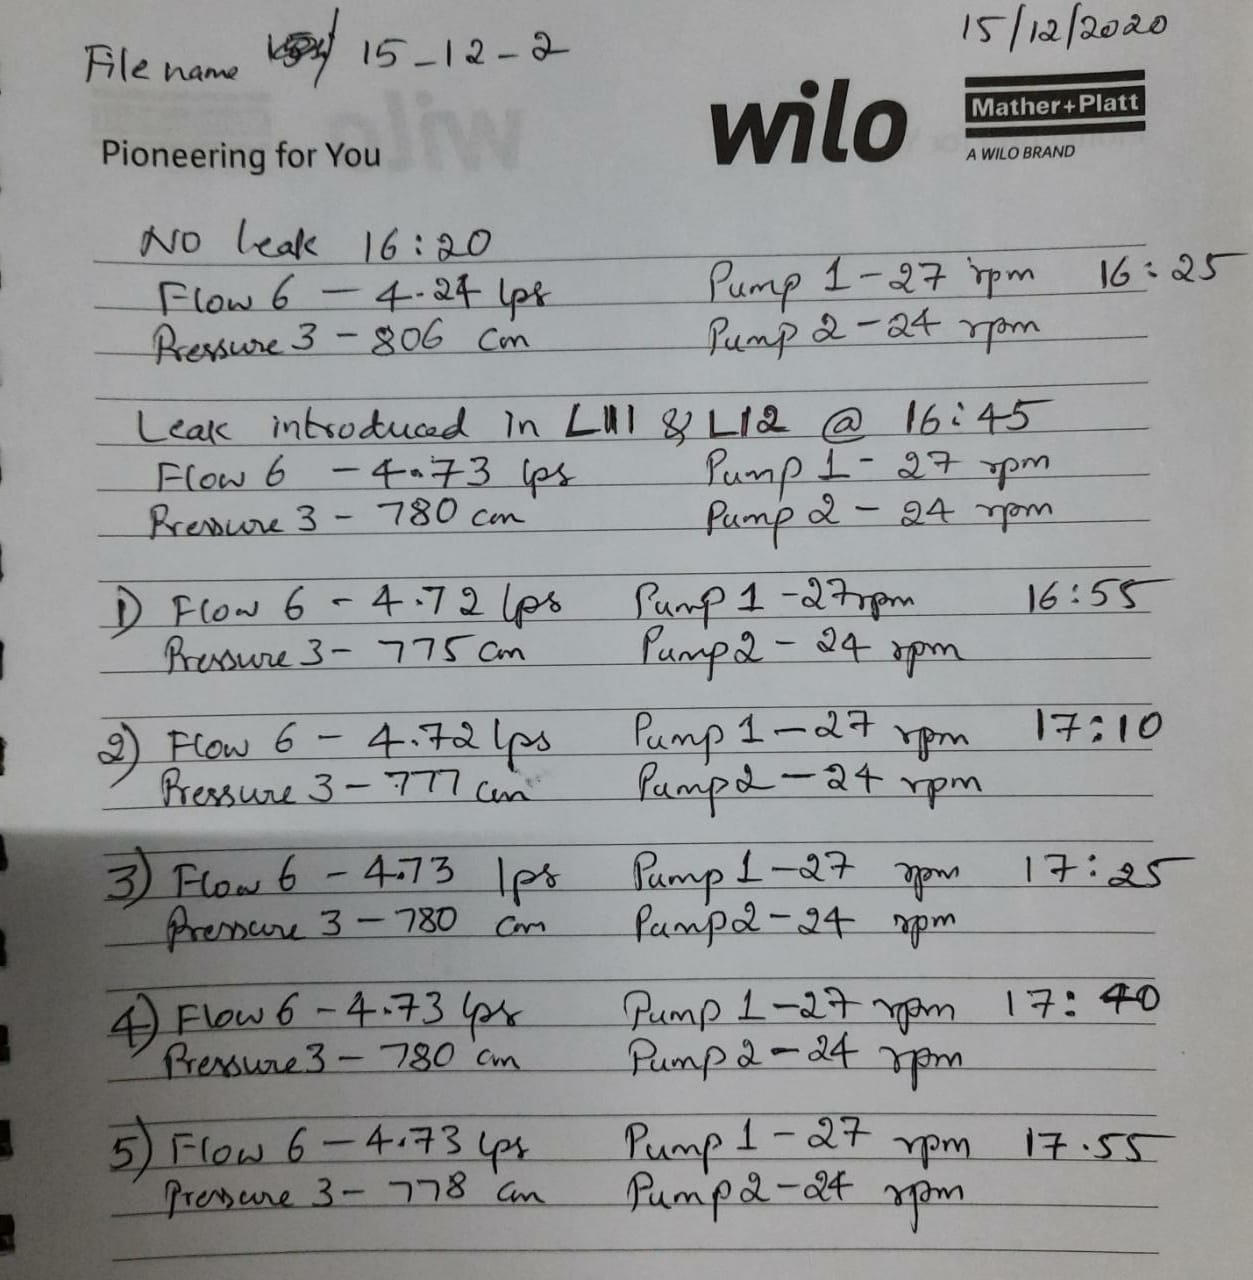 File name 15-12-2
15/12/2020
Pioneering for You
wilo
Mather+Platt
A WILO BRAND
No leak 16:20
Flow 6 - 4.24 lps Pump 1 - 27 rpm 16:25
Pressure 3 - 806 cm Pump 2 - 24 rpm
Leak introduced in L11 & L12 @ 16:45
Flow 6 - 4.73 lps Pump 1 - 27 rpm
Pressure 3 - 780 cm Pump 2 - 24 rpm
1) Flow 6 - 4.72 lps Pump 1 - 27rpm 16:55
Pressure 3 - 775 cm Pump 2 - 24 rpm
2) Flow 6 - 4.72 lps Pump 1 - 27 rpm 17:10
Pressure 3 - 777 cm Pump 2 - 24 rpm
3) Flow 6 - 4.73 lps Pump 1 - 27 rpm 17:25
Pressure 3 - 780 cm Pump 2 - 24 rpm
4) Flow 6 - 4.73 lps Pump 1 - 27 rpm 17:40
Pressure 3 - 780 cm Pump 2 - 24 rpm
5) Flow 6 - 4.73 lps Pump 1 - 27 rpm 17.55
Pressure 3 - 778 cm Pump 2 - 24 rpm